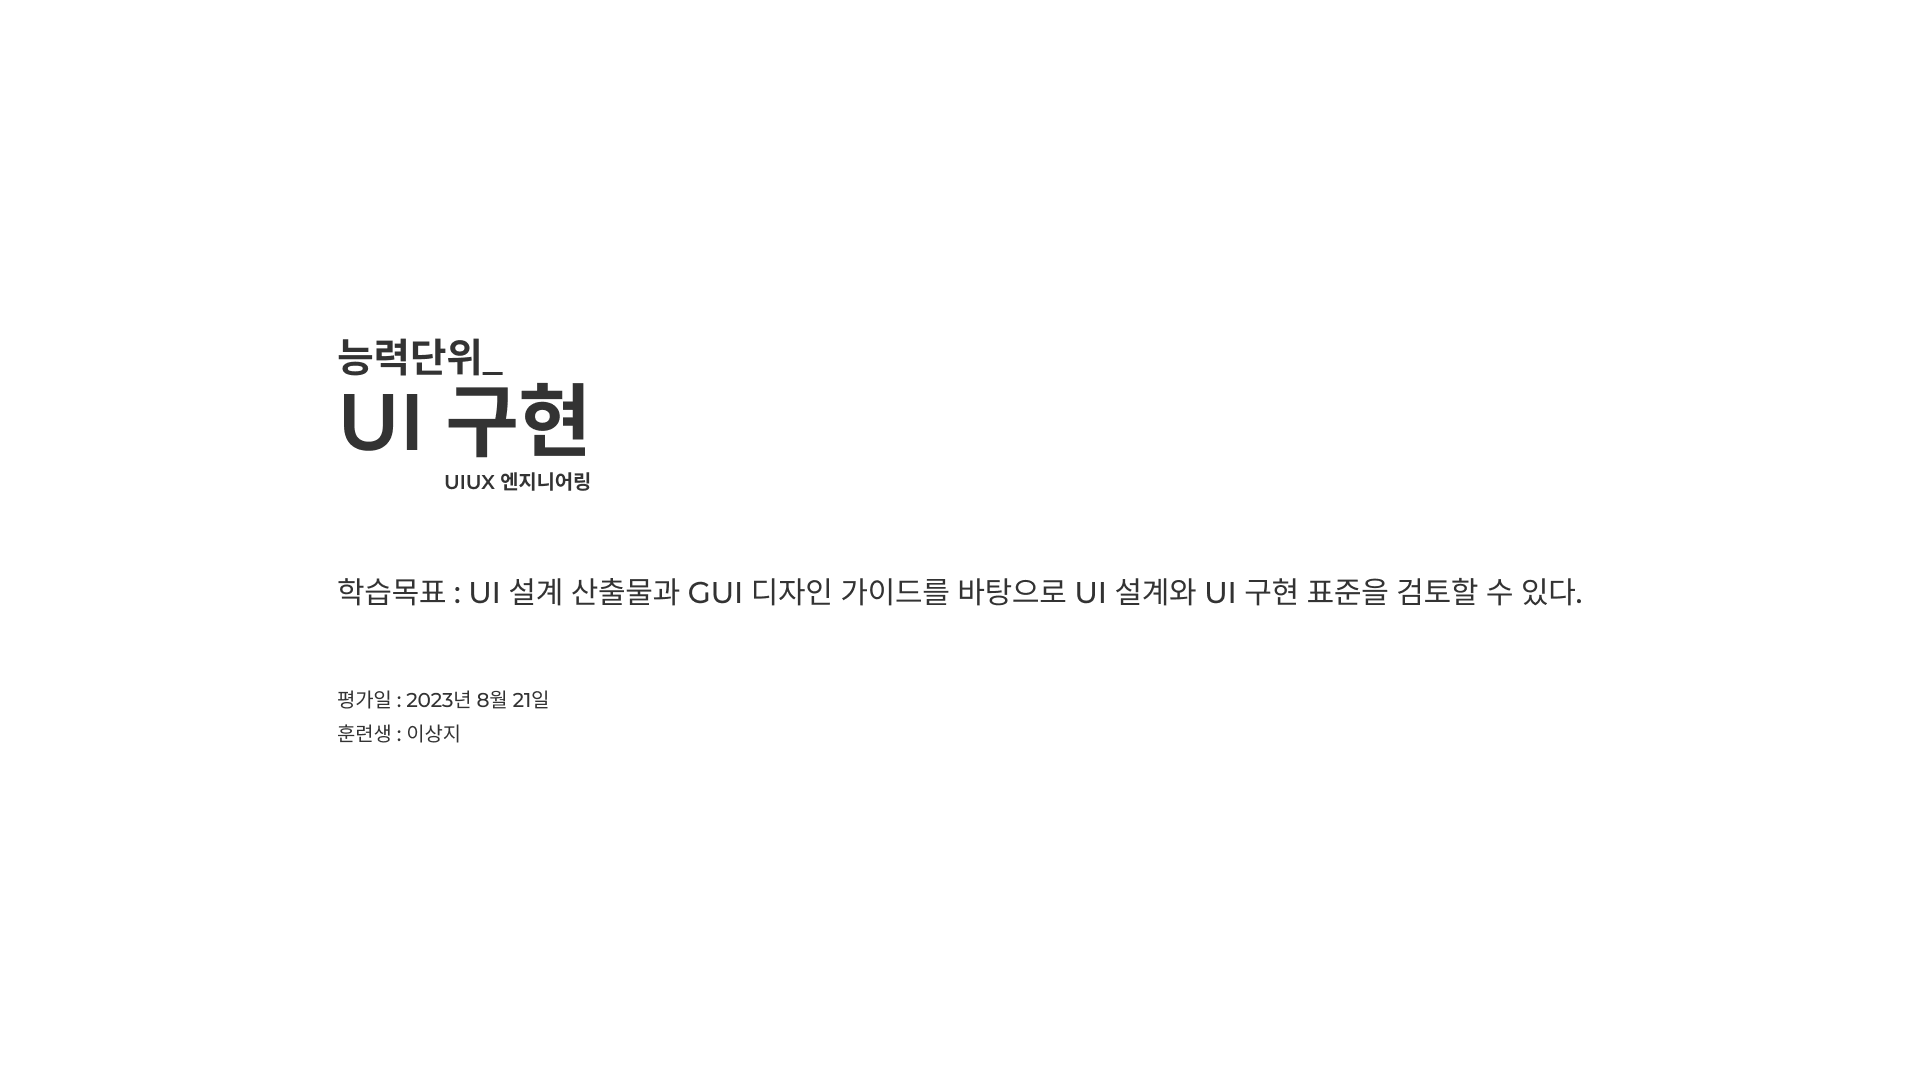 능력단위_
UI 구현
UIUX 엔지니어링
학습목표 : UI 설계 산출물과 GUI 디자인 가이드를 바탕으로 UI 설계와 UI 구현 표준을 검토할 수 있다.
평가일 : 2023년 8월 21일
훈련생 : 이상지